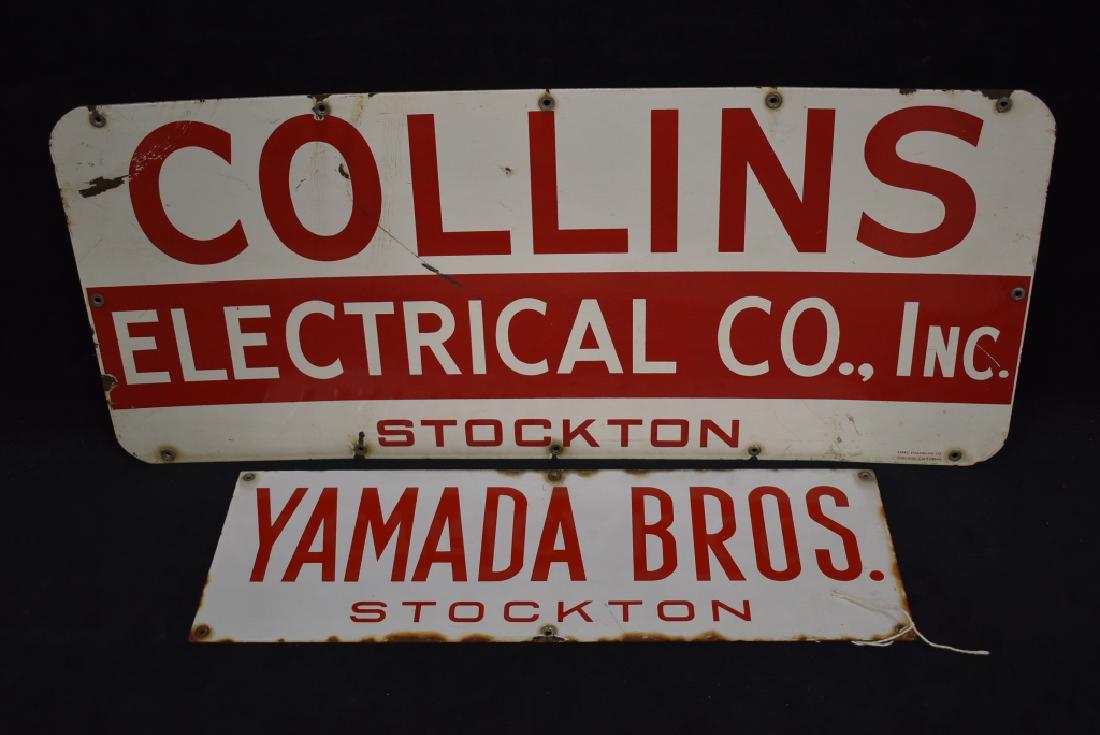 COLLINS
ELECTRICAL CO., INC.
STOCKTON
YAMADA BROS.
STOCKTON